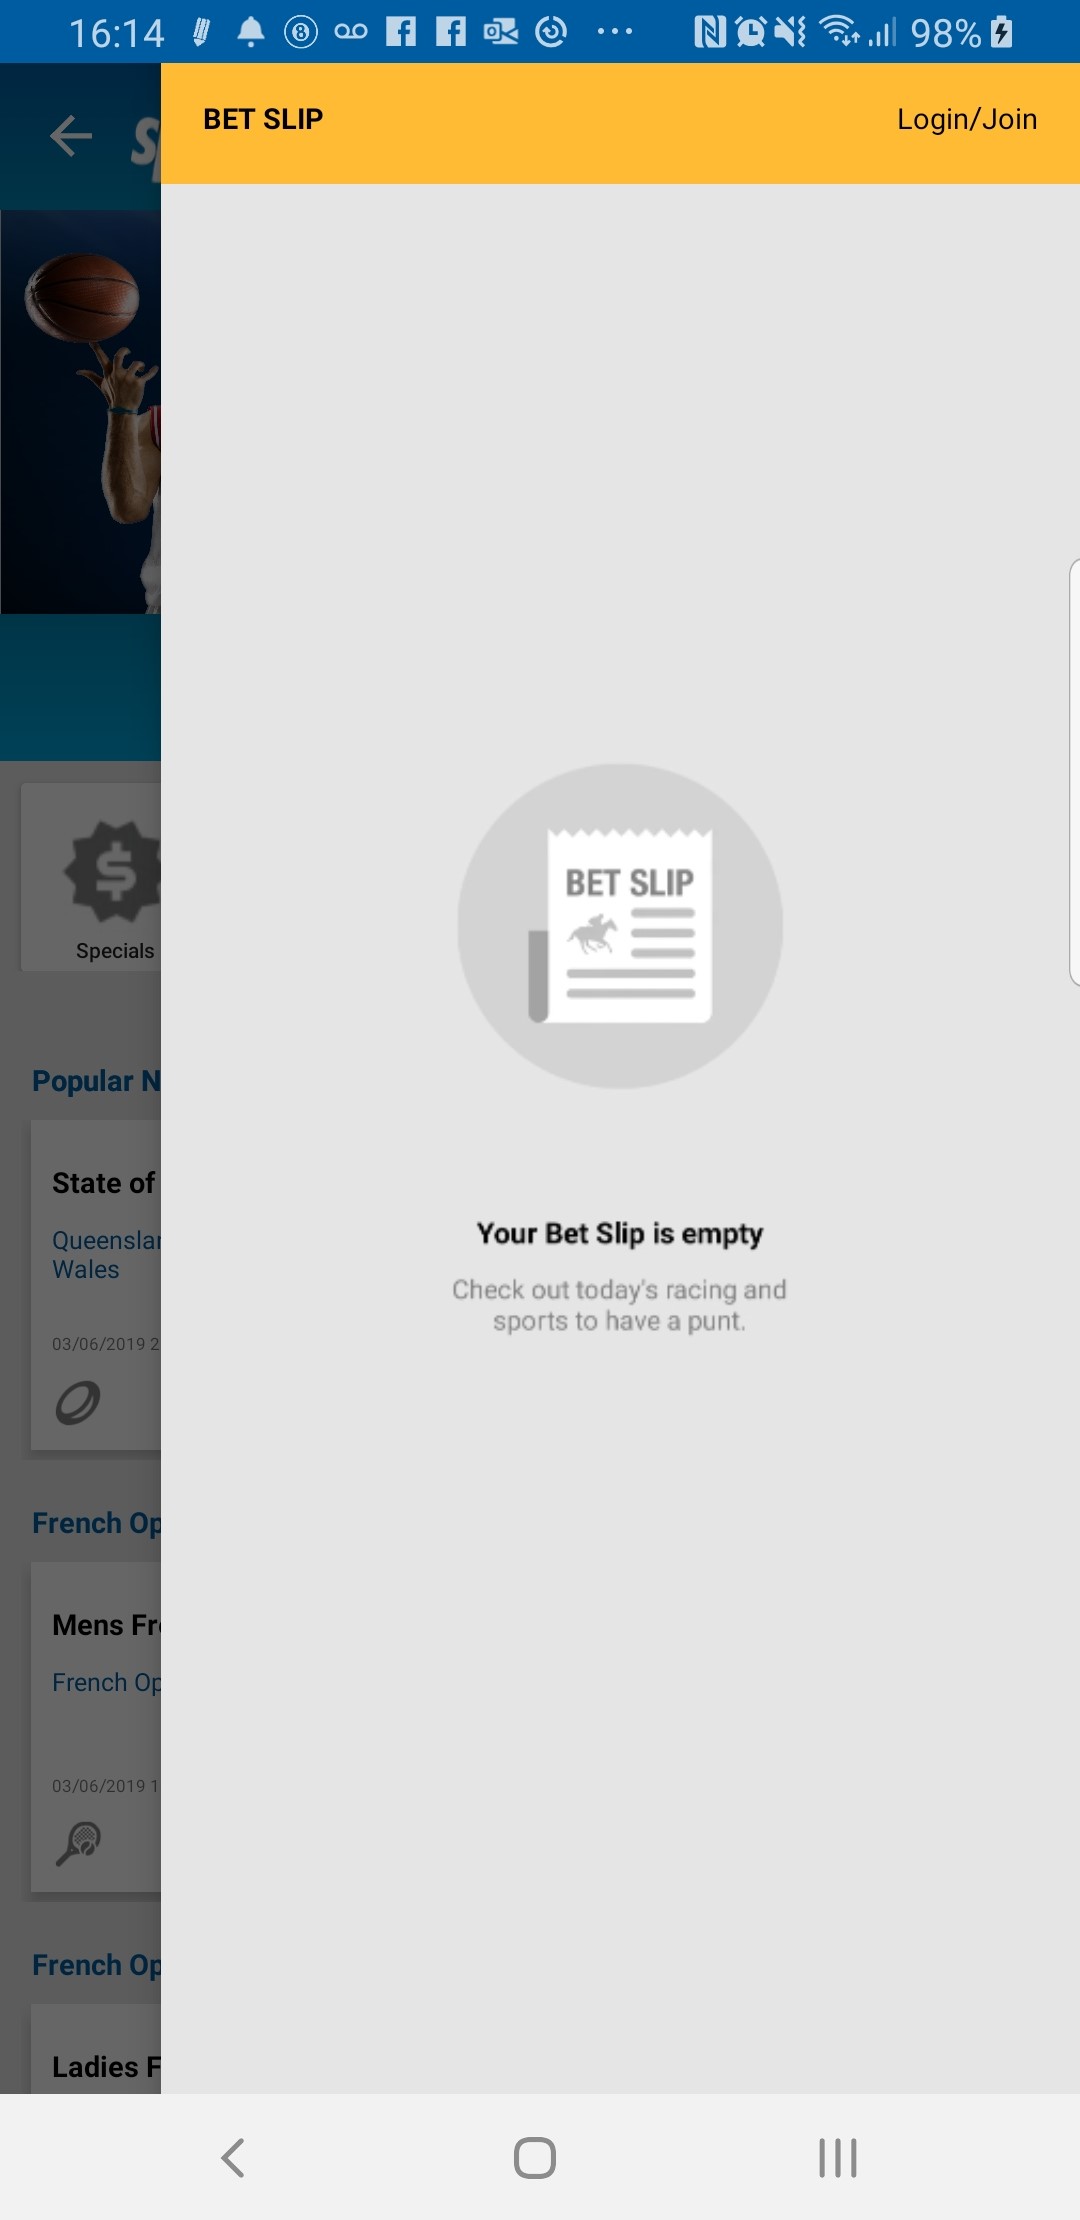 16:14
98%
BET SLIP
Login/Join
Specials
BET SLIP
Popular N
State of
Queenslan
Wales
03/06/2019 2
Your Bet Slip is empty
Check out today's racing and
sports to have a punt.
French Op
Mens Fr
French Op
03/06/2019 1
French Op
Ladies F